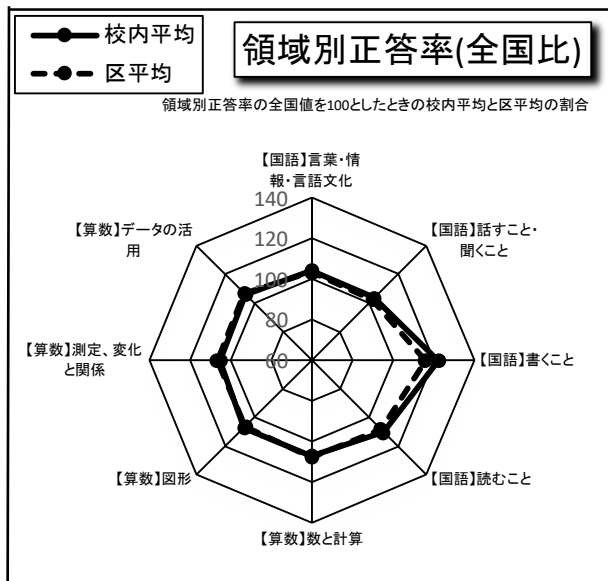 校内平均
区平均
領域別正答率(全国比)
領域別正答率の全国値を100としたときの校内平均と区平均の割合
【国語】言葉・情
報・言語文化
【国語】話すこと・
聞くこと
【国語】書くこと
【国語】読むこと
【算数】数と計算
【算数】図形
【算数】測定、変化
と関係
【算数】データの活
用
140
120
100
80
60